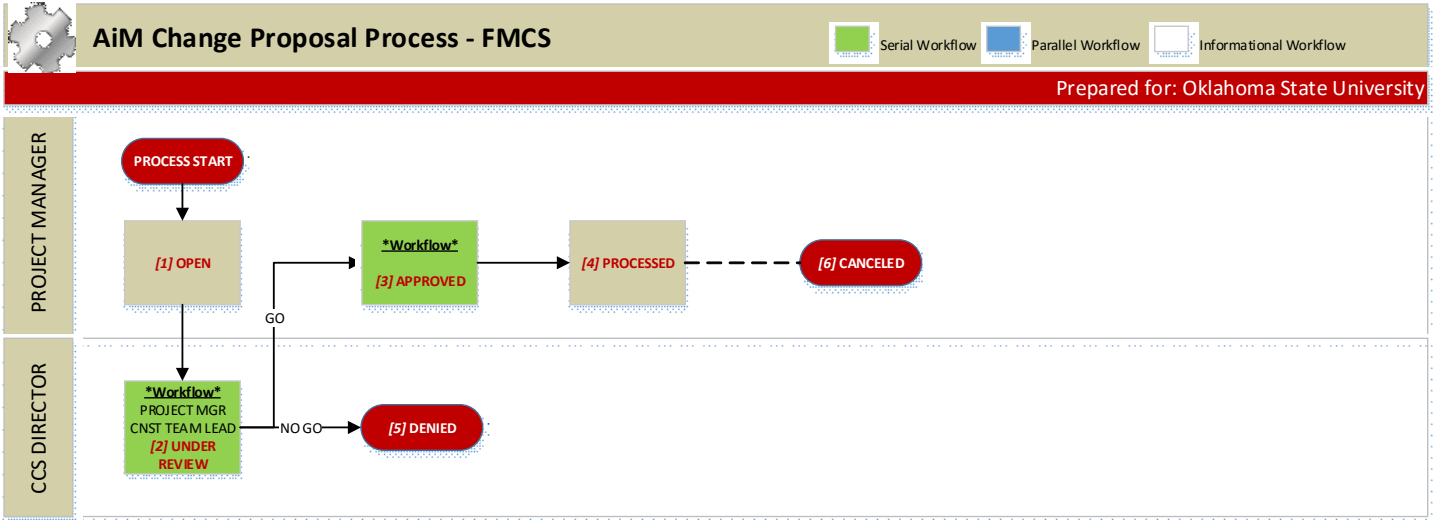 AiM Change Proposal Process - FMCS
Serial Workflow
Parallel Workflow
Informational Workflow
Prepared for: Oklahoma State University
PROJECT MANAGER
PROCESS START
[1] OPEN
*Workflow*
[3] APPROVED
[4] PROCESSED
[6] CANCELED
GO
CCS DIRECTOR
*Workflow*
PROJECT MGR
CNST TEAM LEAD
[2] UNDER
REVIEW
NO GO
[5] DENIED